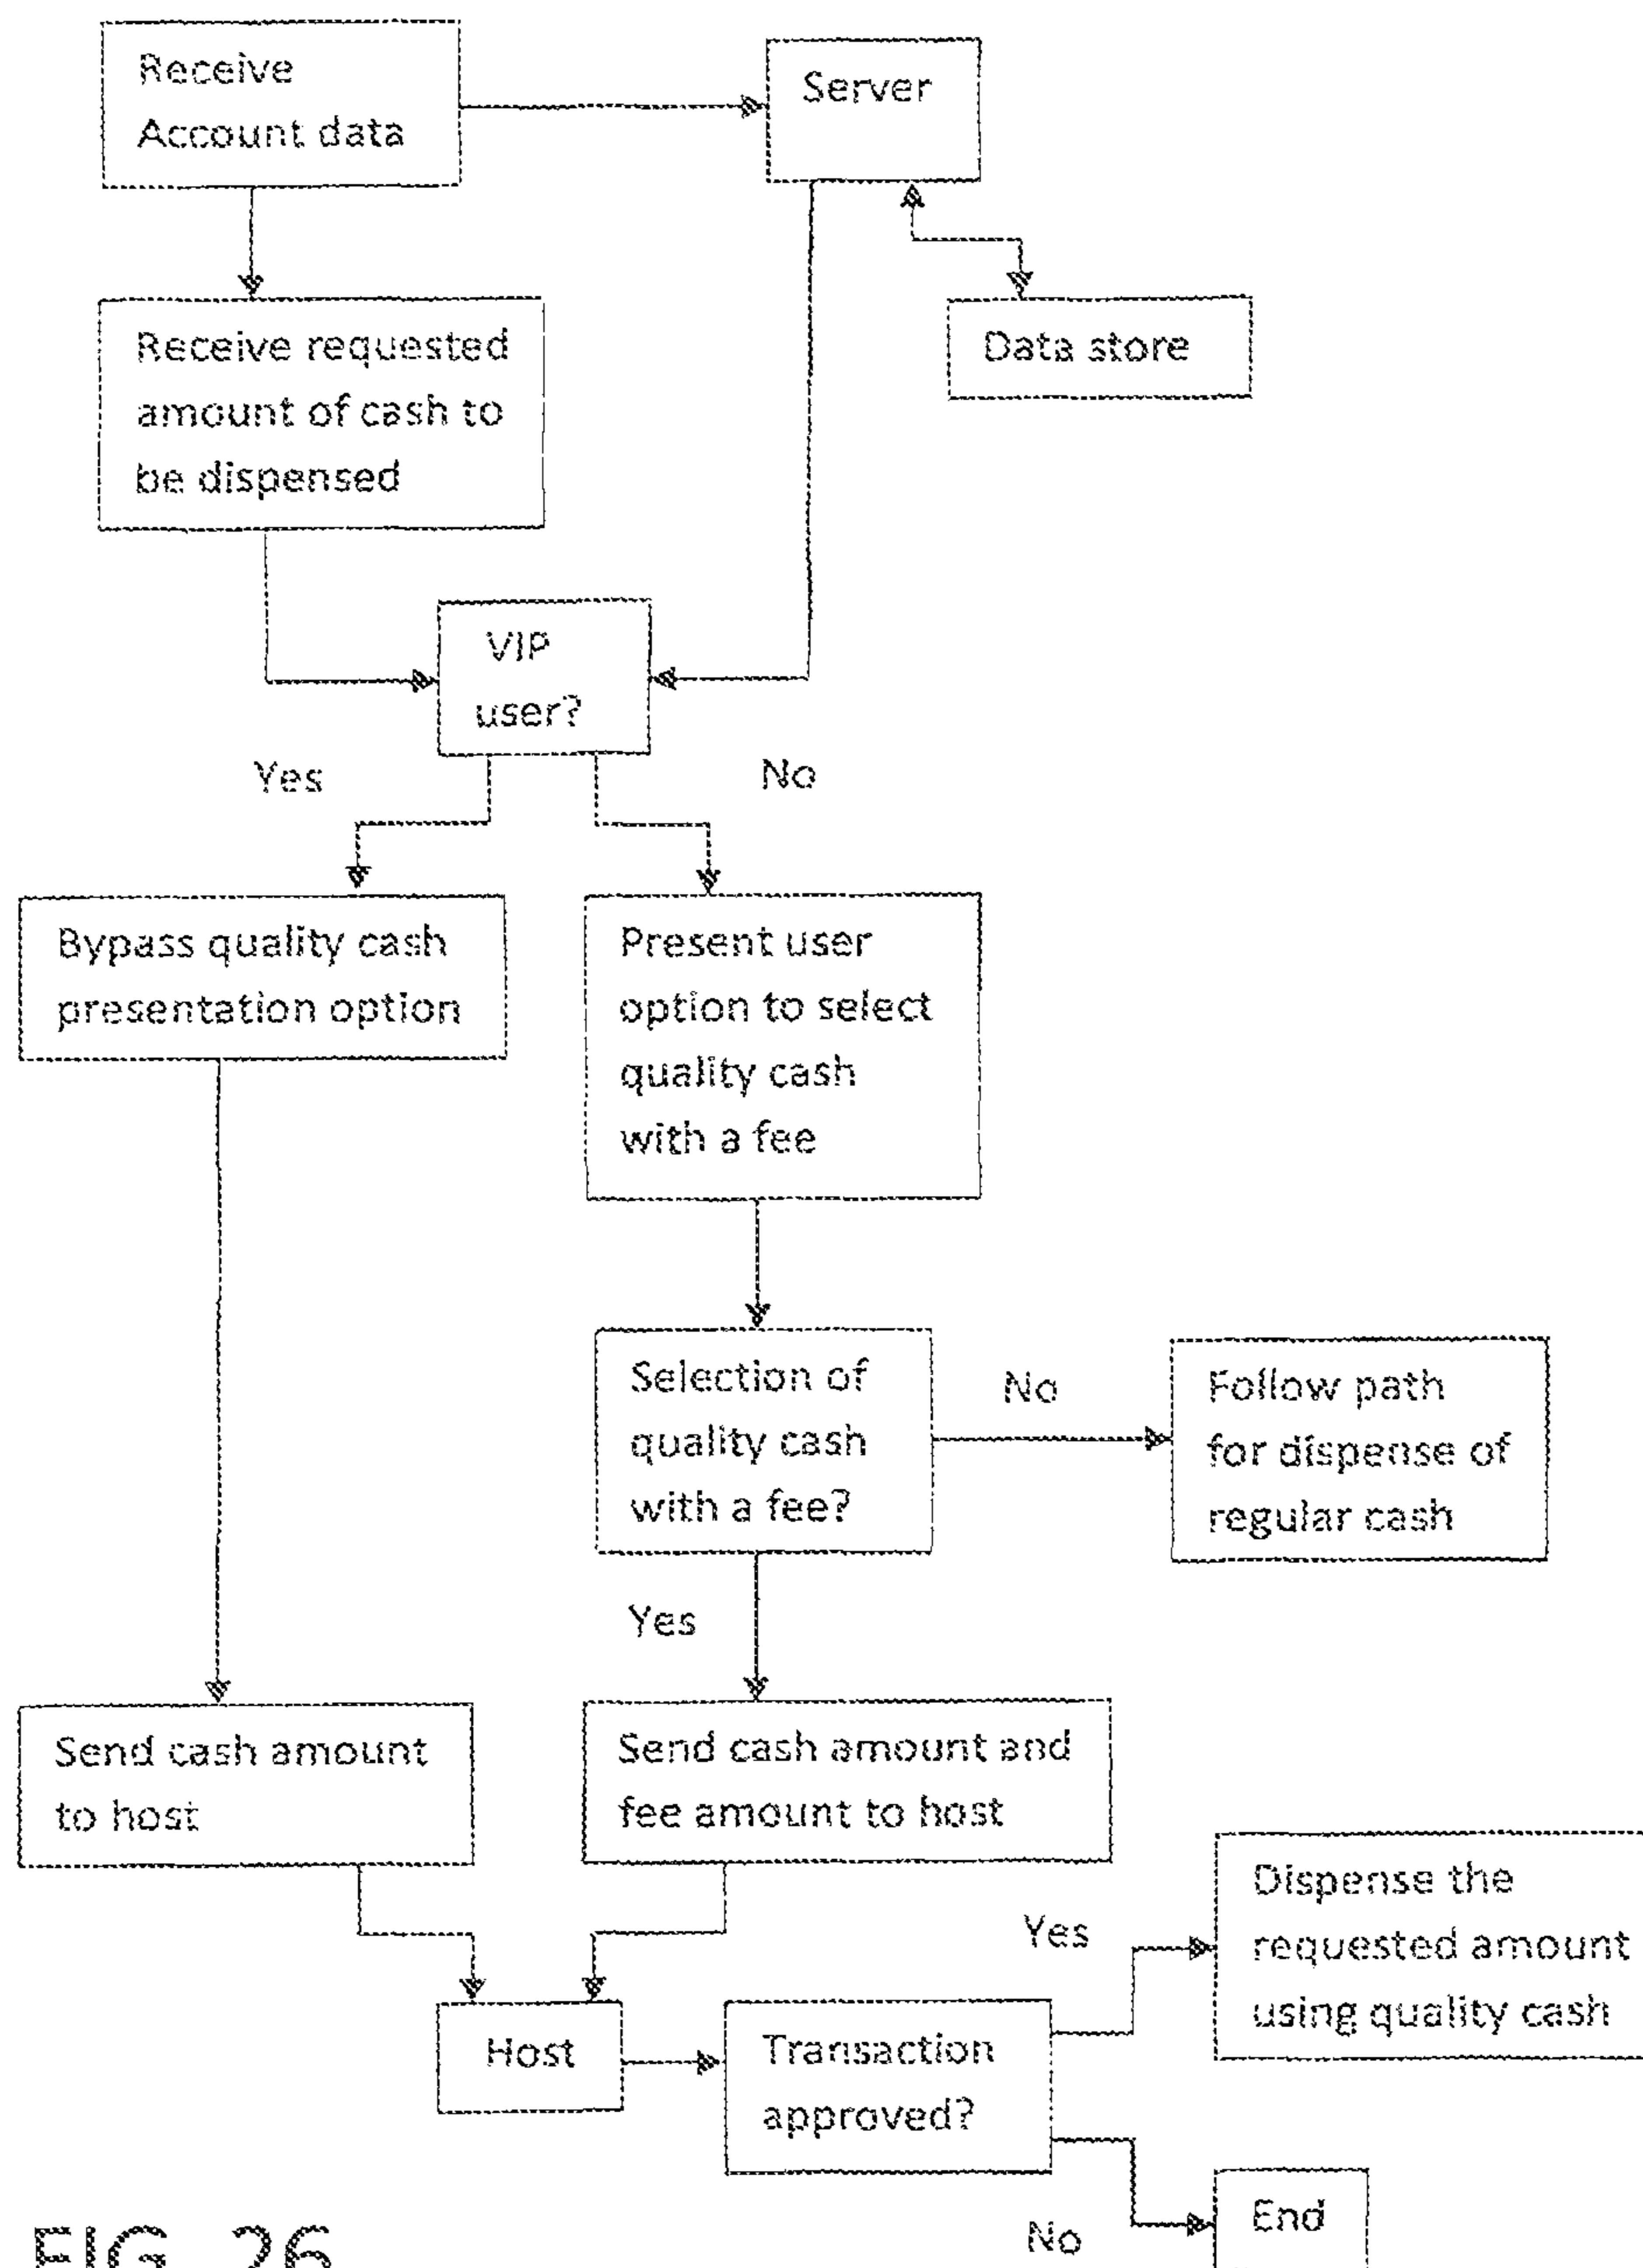 Receive
Account data
Server
Receive requested
amount of cash to
be dispensed
Data store
VIP
user?
Yes
No
Bypass quality cash
presentation option
Present user
option to select
quality cash
with a fee
Selection of
quality cash
with a fee?
No
Follow path
for dispense of
regular cash
Yes
Send cash amount
to host
Send cash amount and
fee amount to host
Yes
Dispense the
requested amount
using quality cash
Host
Transaction
approved?
No
End
FIG. 26